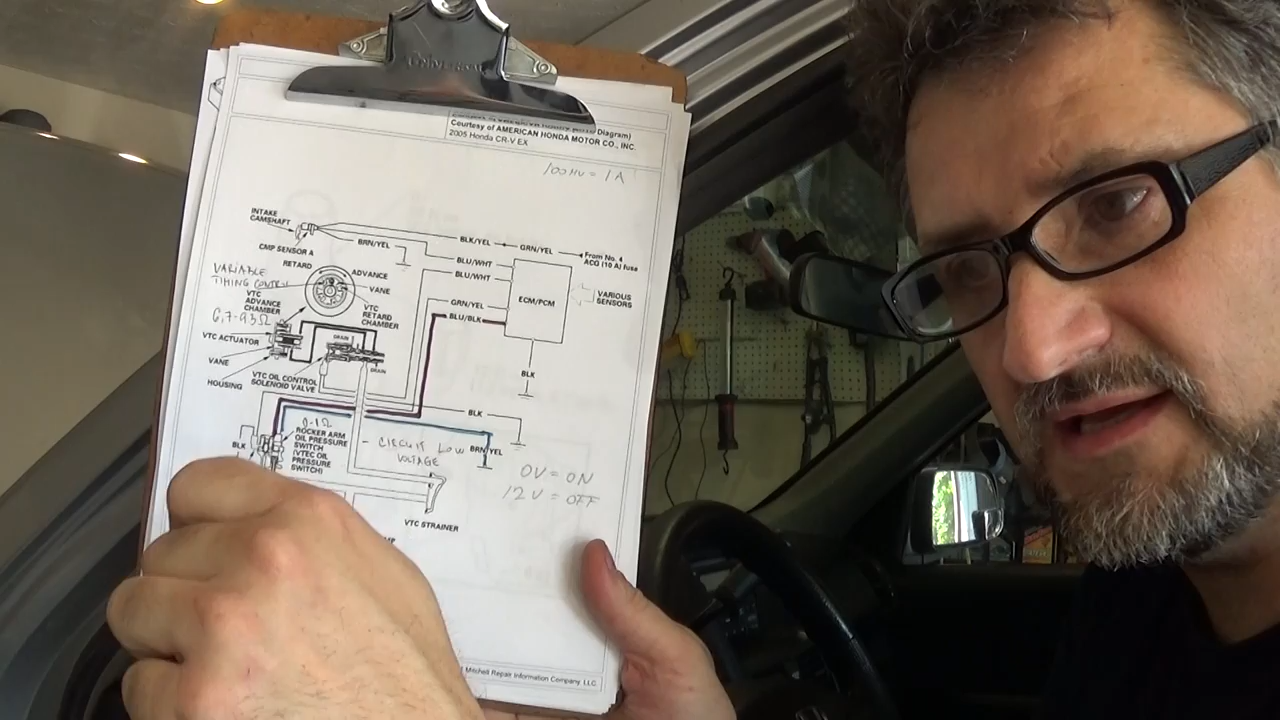 Diagram)
Courtesy of AMERICAN HONDA MOTOR CO., INC.
2005 Honda CR-V EX
100MV = 1A
INTAKE
CAMSHAFT
CMP SENSOR A
BRN/YEL
BLK/YEL
GRN/YEL
From No. 4
ACG (10 A) fuse
BLU/WHT
BLU/WHT
RETARD
ADVANCE
VANE
VARIABLE
TIMING CONTROL
VTC
ADVANCE
CHAMBER
VTC
RETARD
CHAMBER
GRN/YEL
BLU/BLK
ECM/PCM
VARIOUS
SENSORS
6.7-9.3Ω
VTC ACTUATOR
VANE
HOUSING
DRAIN
DRAIN
VTC OIL CONTROL
SOLENOID VALVE
BLK
BLK
0-1Ω
ROCKER ARM
OIL PRESSURE
SWITCH
(VTEC OIL
PRESSURE
SWITCH)
BLK
- CIRCUIT LOW
VOLTAGE
BRN/YEL
0V = ON
12V = OFF
VTC STRAINER
Mitchell Repair Information Company, LLC.